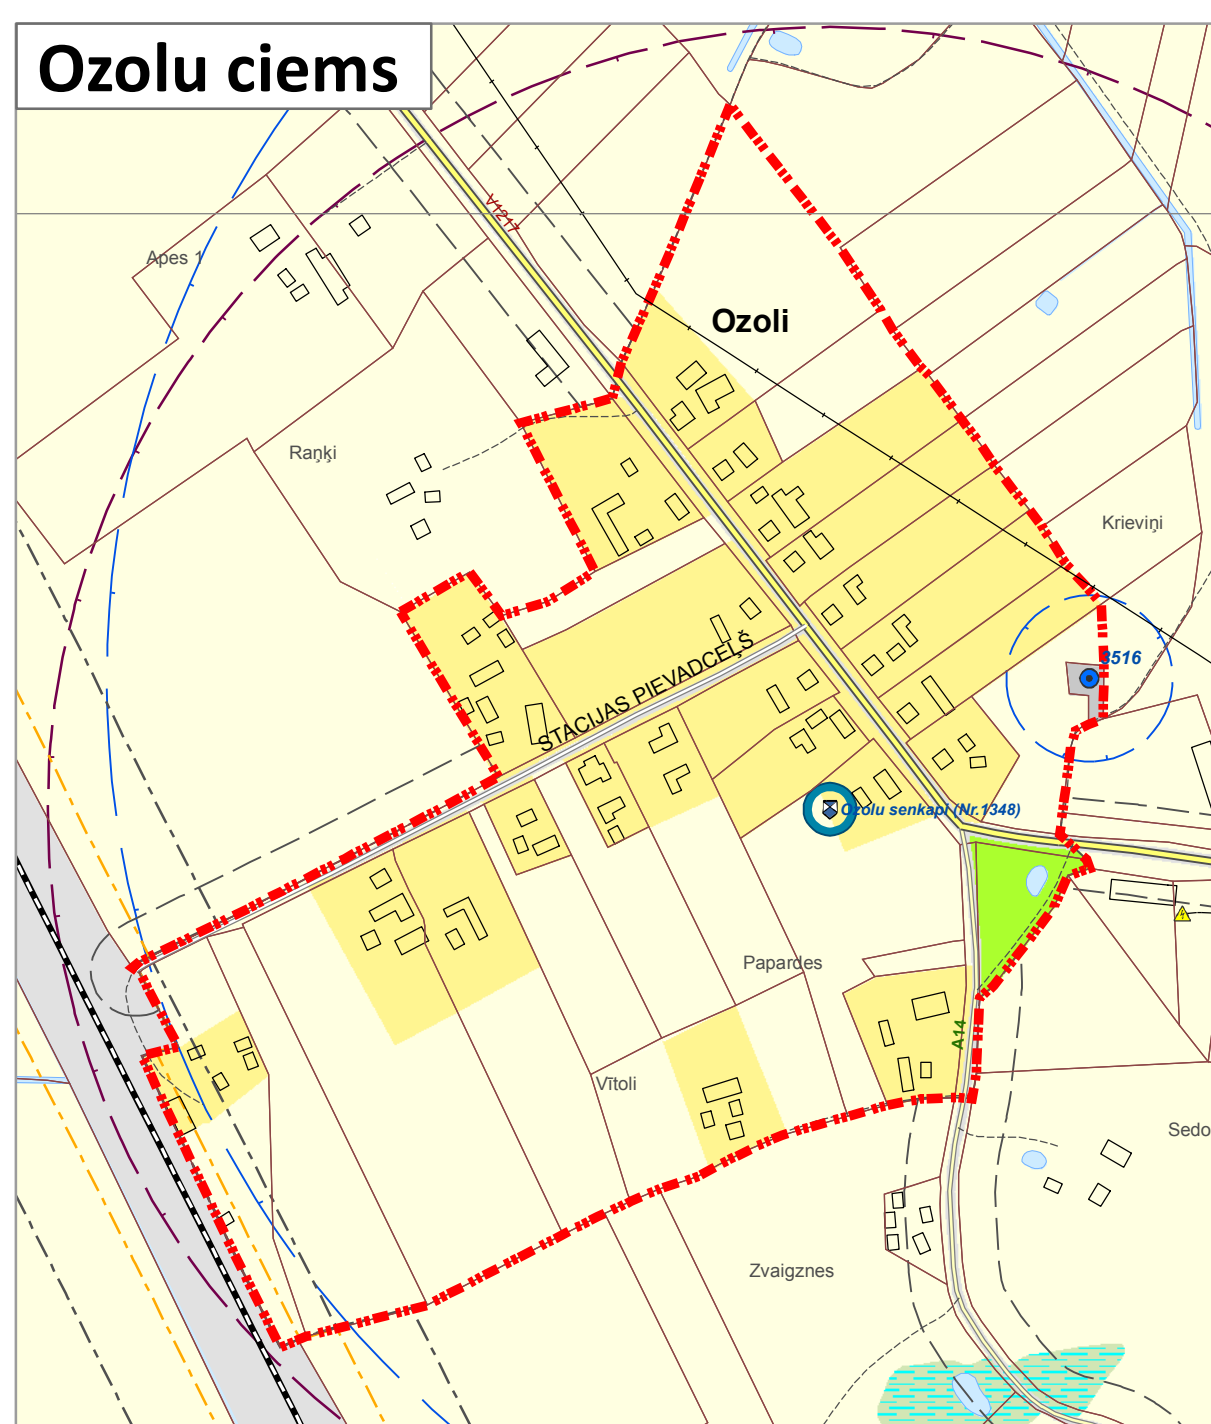 Ozolu ciems
V1217
Apes 1
Ozoli
Raņķi
Krieviņi
3516
STACIJAS PIEVADCEĻŠ
Ozolu senkapi (Nr.1348)
Papardes
A14
Vītoli
Sedo
Zvaigznes